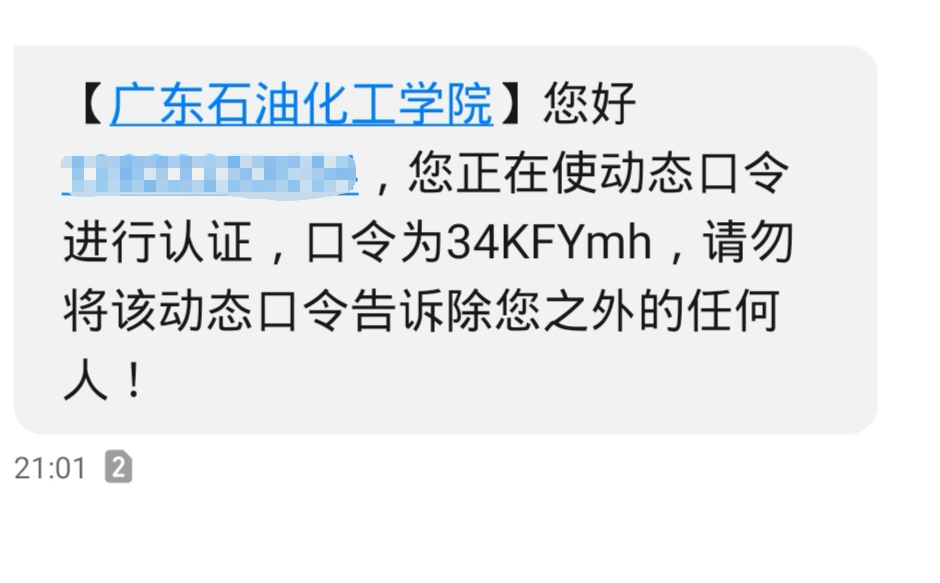 【广东石油化工学院】您好
，您正在使动态口令
进行认证，口令为34KFYmh，请勿
将该动态口令告诉除您之外的任何
人！
21:01 2